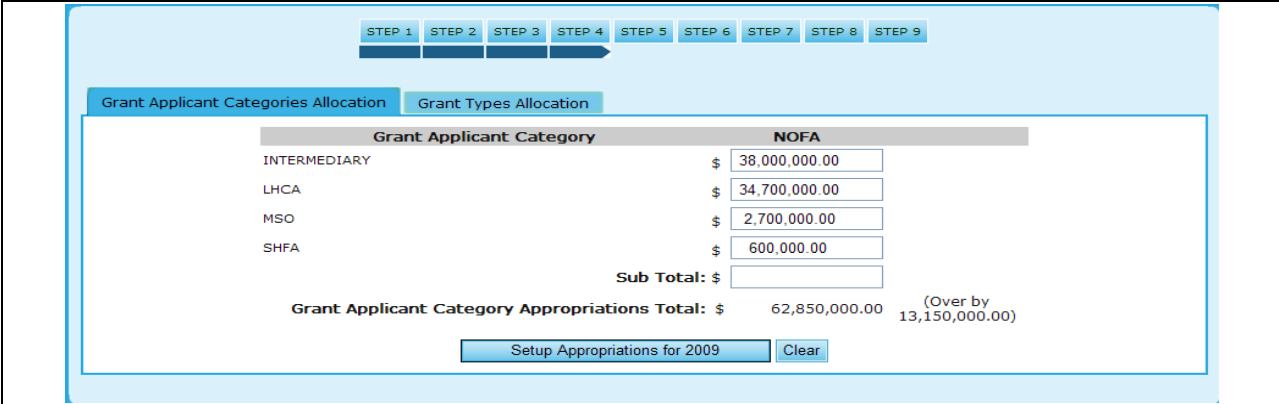 STEP 1 STEP 2 STEP 3 STEP 4 STEP 5 STEP 6 STEP 7 STEP 8 STEP 9
Grant Applicant Categories Allocation Grant Types Allocation
Grant Applicant Category NOFA
INTERMEDIARY $ 38,000,000.00
LHCA $ 34,700,000.00
MSO $ 2,700,000.00
SHFA $ 600,000.00
Sub Total: $
Grant Applicant Category Appropriations Total: $ 62,850,000.00 (Over by
13,150,000.00)
Setup Appropriations for 2009 Clear